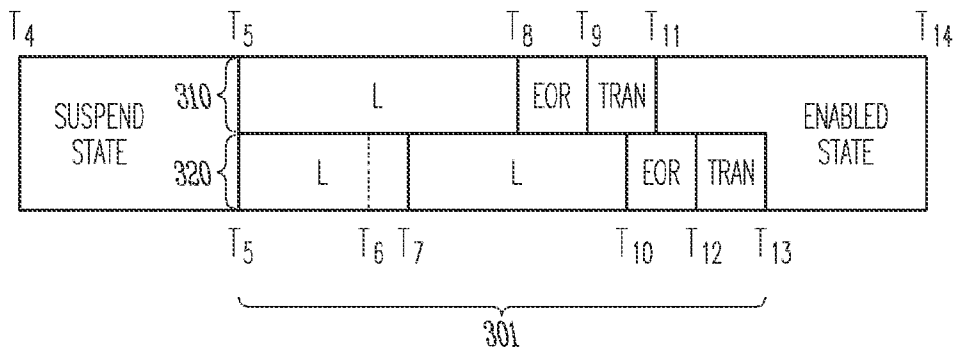 T4 T5 T8 T9 T11 T14
310 L EOR TRAN
SUSPEND STATE
ENABLED STATE
320 L L EOR TRAN
T5 T6 T7 T10 T12 T13
301